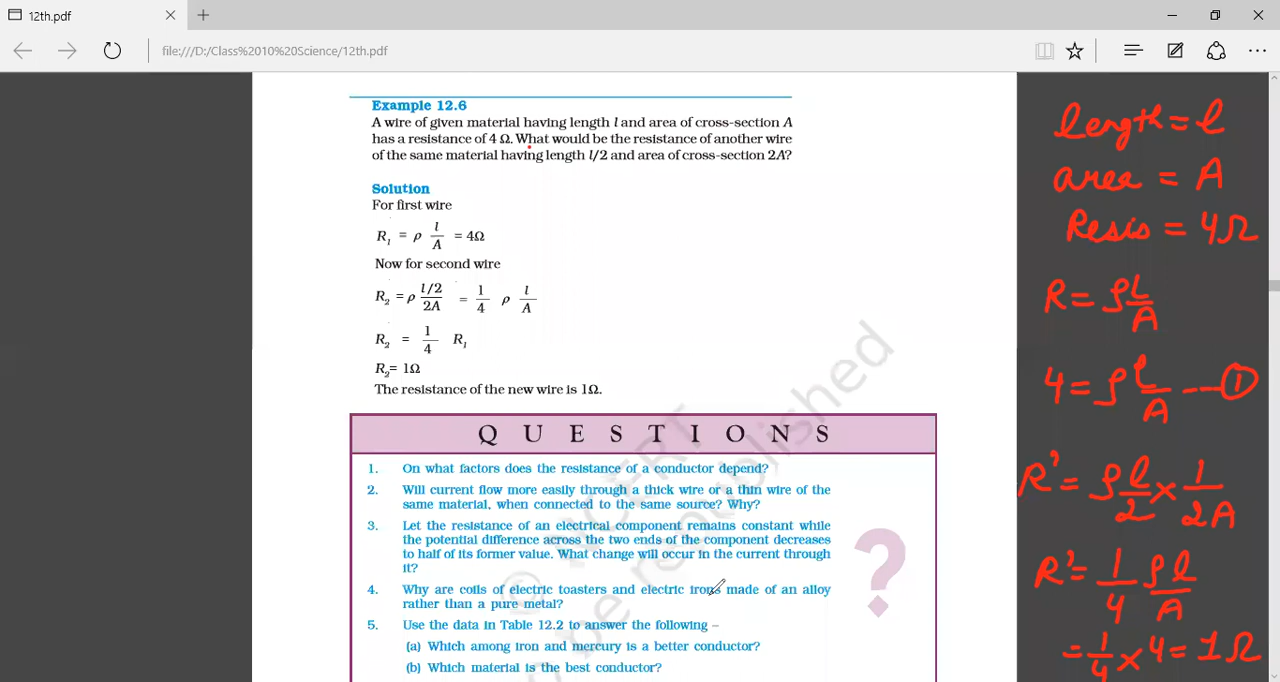 12th.pdf
file:///D:/Class%2010%20Science/12th.pdf
Example 12.6
A wire of given material having length l and area of cross-section A
has a resistance of 4 Ω. What would be the resistance of another wire
of the same material having length l/2 and area of cross-section 2A?
Solution
For first wire
R₁ = ρ l/A = 4Ω
Now for second wire
R₂ = ρ (l/2)/(2A) = 1/4 ρ l/A
R₂ = 1/4 R₁
R₂= 1Ω
The resistance of the new wire is 1Ω.
QUESTIONS
1. On what factors does the resistance of a conductor depend?
2. Will current flow more easily through a thick wire or a thin wire of the
same material, when connected to the same source? Why?
3. Let the resistance of an electrical component remains constant while
the potential difference across the two ends of the component decreases
to half of its former value. What change will occur in the current through
it?
4. Why are coils of electric toasters and electric irons made of an alloy
rather than a pure metal?
5. Use the data in Table 12.2 to answer the following –
(a) Which among iron and mercury is a better conductor?
(b) Which material is the best conductor?
?
© NCERT
be republished
length = l
area = A
Resis = 4Ω
R = ρ l/A
4 = ρ l/A ---①
R' = ρ l/2 × 1/2A
R' = 1/4 ρl/A
= 1/4 × 4 = 1Ω